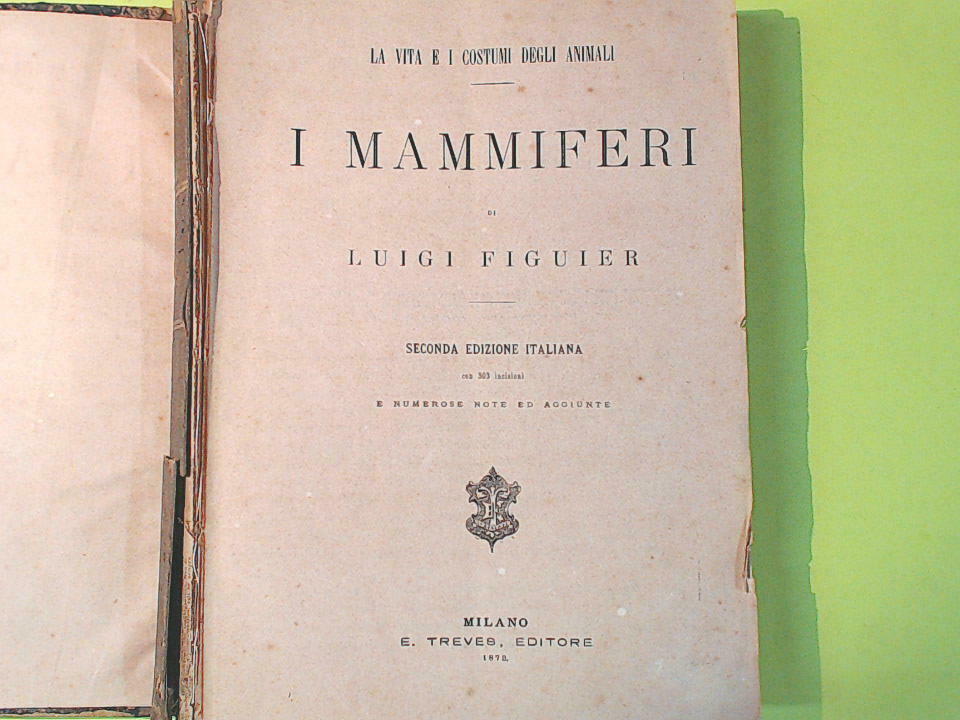 LA VITA E I COSTUMI DEGLI ANIMALI
I MAMMIFERI
DI
LUIGI FIGUIER
SECONDA EDIZIONE ITALIANA
con 303 incisioni
E NUMEROSE NOTE ED AGGIUNTE
MILANO
E. TREVES, EDITORE